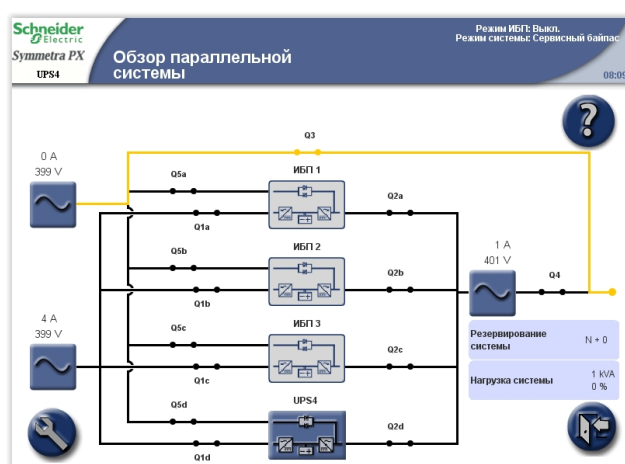 Schneider
Electric
Symmetra PX
UPS4
Обзор параллельной
системы
Режим ИБП: Выкл.
Режим системы: Сервисный байпас
08:09
Q3
0 A
399 V
Q5a
ИБП 1
Q1a
Q2a
Q5b
ИБП 2
Q1b
Q2b
1 A
401 V
Q4
4 A
399 V
Q5c
ИБП 3
Q1c
Q2c
Резервирование
системы
N + 0
Нагрузка системы
1 kVA
0 %
Q5d
UPS4
Q1d
Q2d